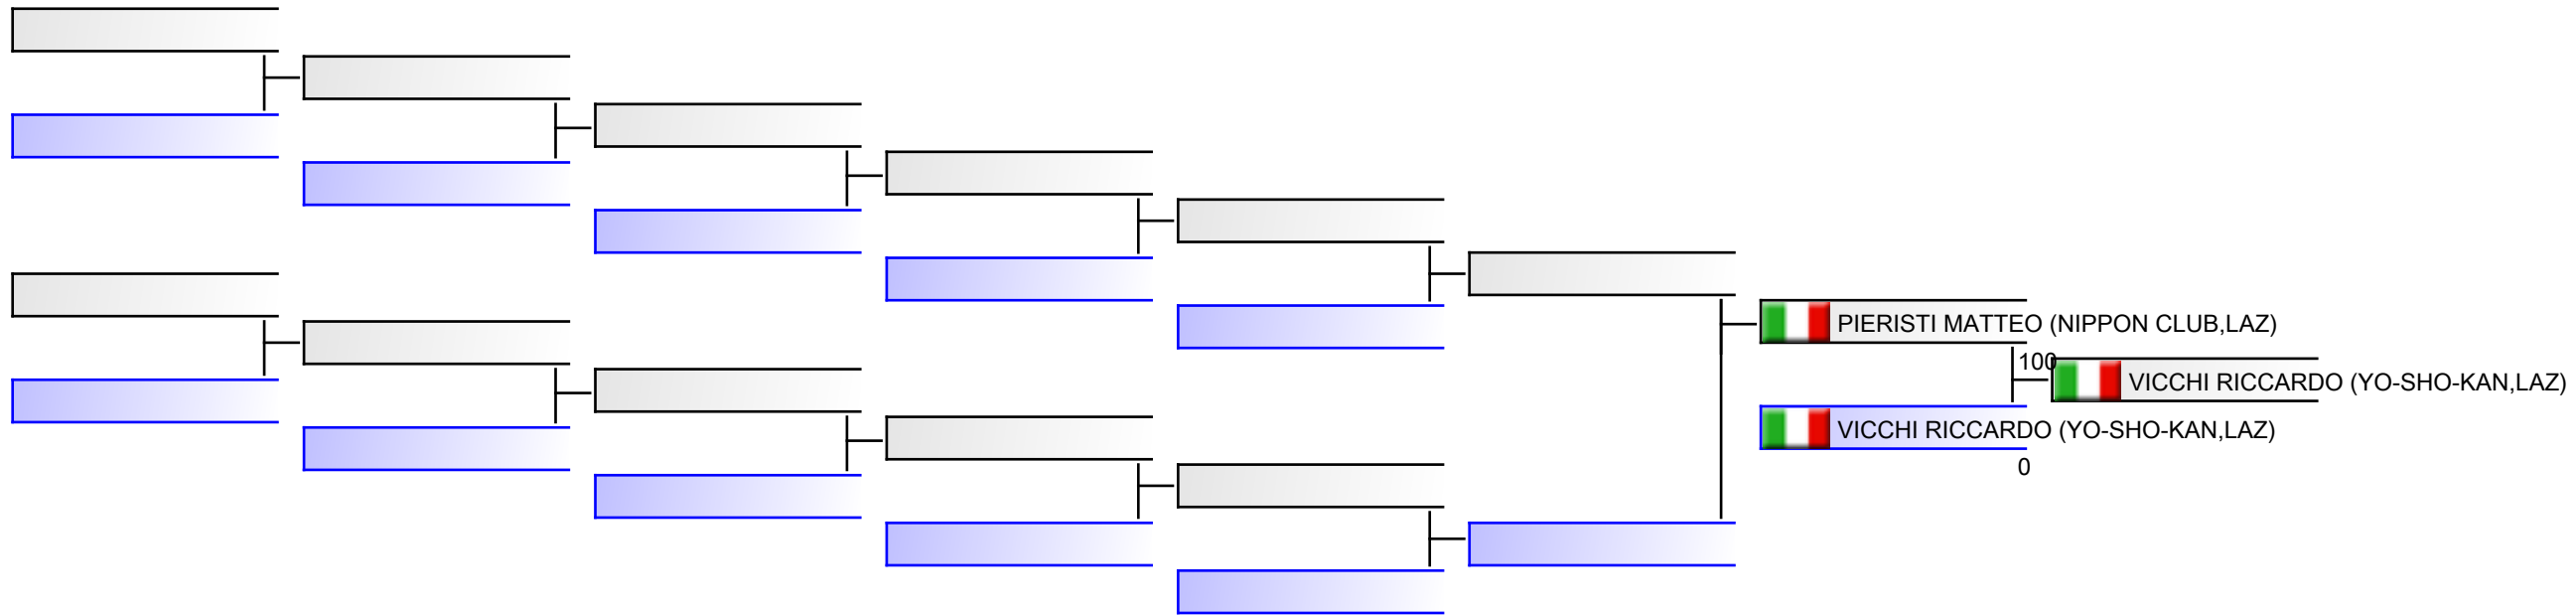 PIERISTI MATTEO (NIPPON CLUB,LAZ)
100
VICCHI RICCARDO (YO-SHO-KAN,LAZ)
VICCHI RICCARDO (YO-SHO-KAN,LAZ)
0